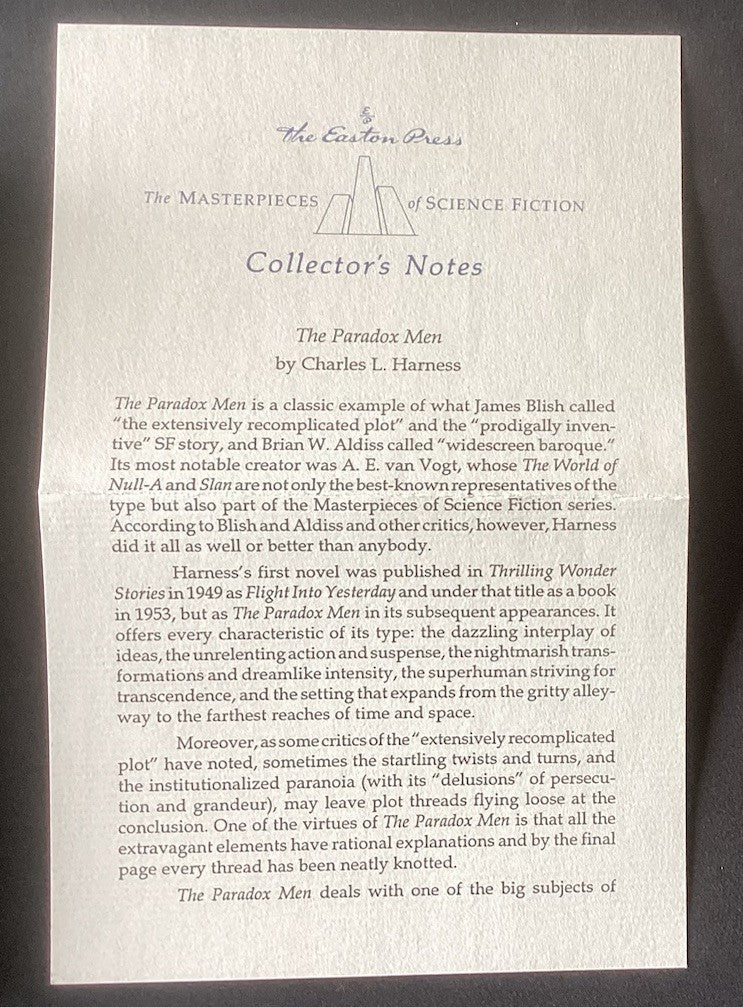 E
P
The Easton Press
The MASTERPIECES of SCIENCE FICTION
Collector's Notes
The Paradox Men
by Charles L. Harness
The Paradox Men is a classic example of what James Blish called
"the extensively recomplicated plot" and the "prodigally inven-
tive" SF story, and Brian W. Aldiss called "widescreen baroque."
Its most notable creator was A. E. van Vogt, whose The World of
Null-A and Slan are not only the best-known representatives of the
type but also part of the Masterpieces of Science Fiction series.
According to Blish and Aldiss and other critics, however, Harness
did it all as well or better than anybody.
Harness's first novel was published in Thrilling Wonder
Stories in 1949 as Flight Into Yesterday and under that title as a book
in 1953, but as The Paradox Men in its subsequent appearances. It
offers every characteristic of its type: the dazzling interplay of
ideas, the unrelenting action and suspense, the nightmarish trans-
formations and dreamlike intensity, the superhuman striving for
transcendence, and the setting that expands from the gritty alley-
way to the farthest reaches of time and space.
Moreover, as some critics of the "extensively recomplicated
plot" have noted, sometimes the startling twists and turns, and
the institutionalized paranoia (with its "delusions" of persecu-
tion and grandeur), may leave plot threads flying loose at the
conclusion. One of the virtues of The Paradox Men is that all the
extravagant elements have rational explanations and by the final
page every thread has been neatly knotted.
The Paradox Men deals with one of the big subjects of